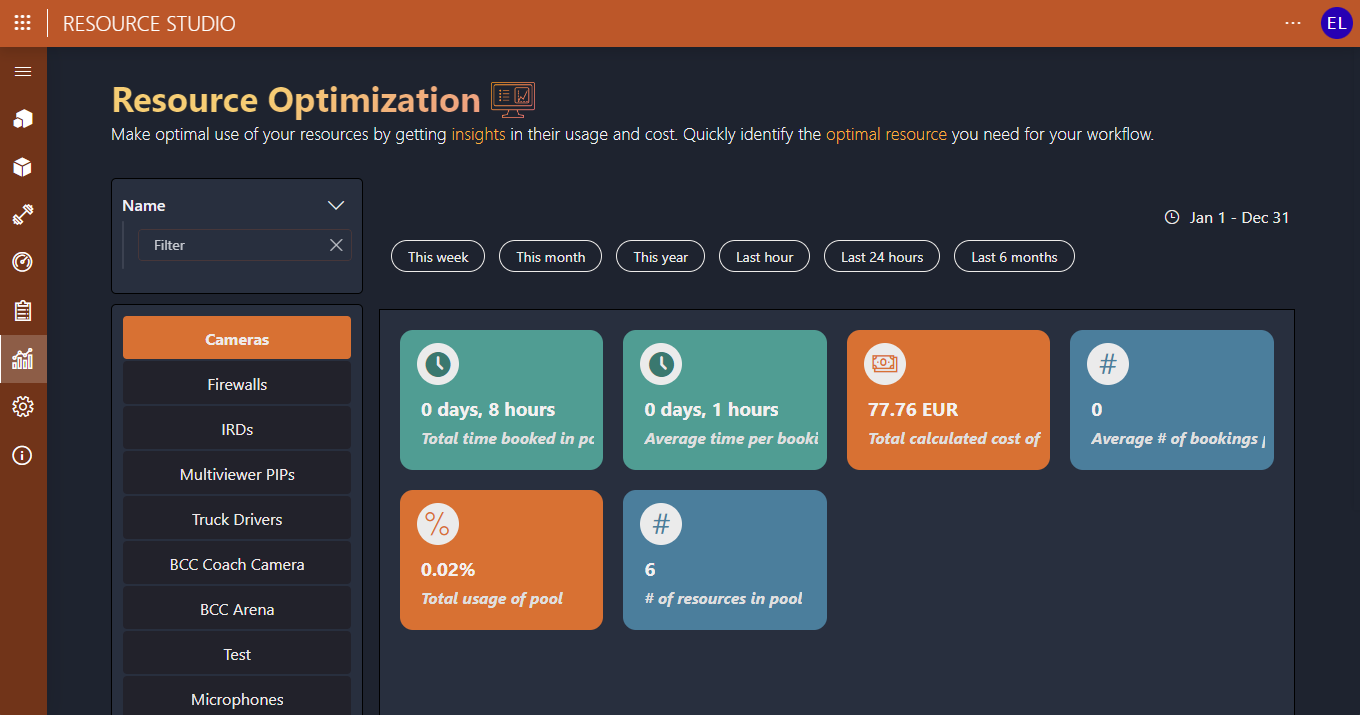 RESOURCE STUDIO
EL
Resource Optimization
Make optimal use of your resources by getting insights in their usage and cost. Quickly identify the optimal resource you need for your workflow.
Name
Filter
Jan 1 - Dec 31
This week
This month
This year
Last hour
Last 24 hours
Last 6 months
Cameras
Firewalls
IRDs
Multiviewer PIPs
Truck Drivers
BCC Coach Camera
BCC Arena
Test
Microphones
0 days, 8 hours
Total time booked in
0 days, 1 hours
Average time per
77.76 EUR
Total calculated cost of
#
0
Average # of bookings
%
0.02%
Total usage of pool
#
6
# of resources in pool